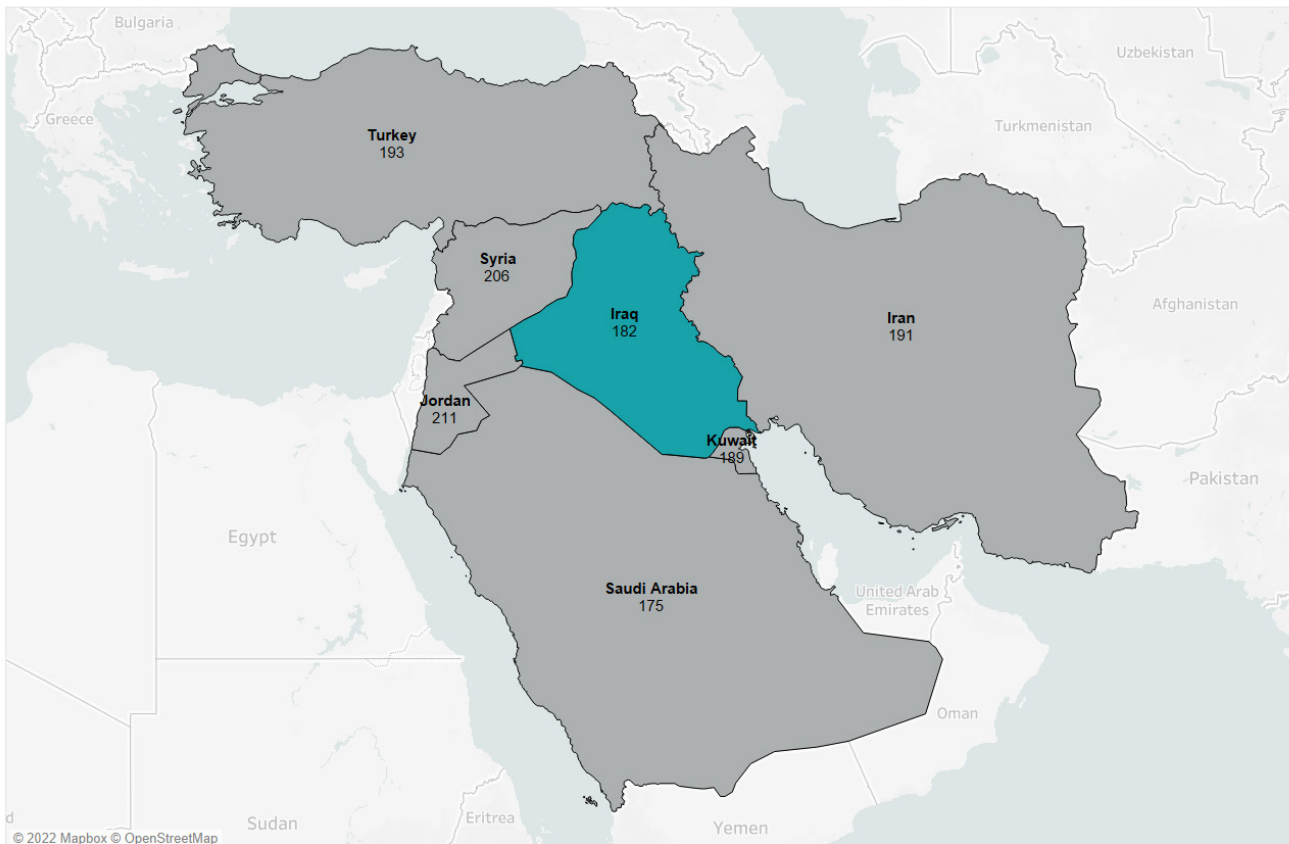 Bulgaria
Uzbekistan
Greece
Turkey
193
Turkmenistan
Syria
206
Iraq
182
Iran
191
Afghanistan
Jordan
211
Kuwait
189
Pakistan
Egypt
Saudi Arabia
175
United Arab
Emirates
Oman
Sudan
Eritrea
Yemen
d
© 2022 Mapbox © OpenStreetMap